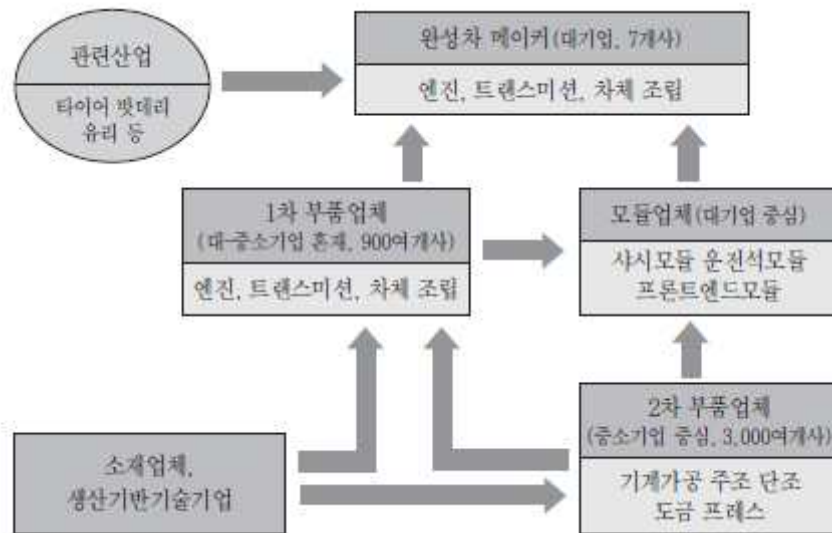 관련산업
타이어 밧데리
유리 등
완성차 메이커(대기업, 7개사)
엔진, 트랜스미션, 차체 조립
1차 부품업체
(대·중소기업 혼재, 900여개사)
엔진, 트랜스미션, 차체 조립
모듈업체(대기업 중심)
샤시모듈 운전석모듈
프론트엔드모듈
소재업체,
생산기반기술기업
2차 부품업체
(중소기업 중심, 3,000여개사)
기계가공 주조 단조
도금 프레스